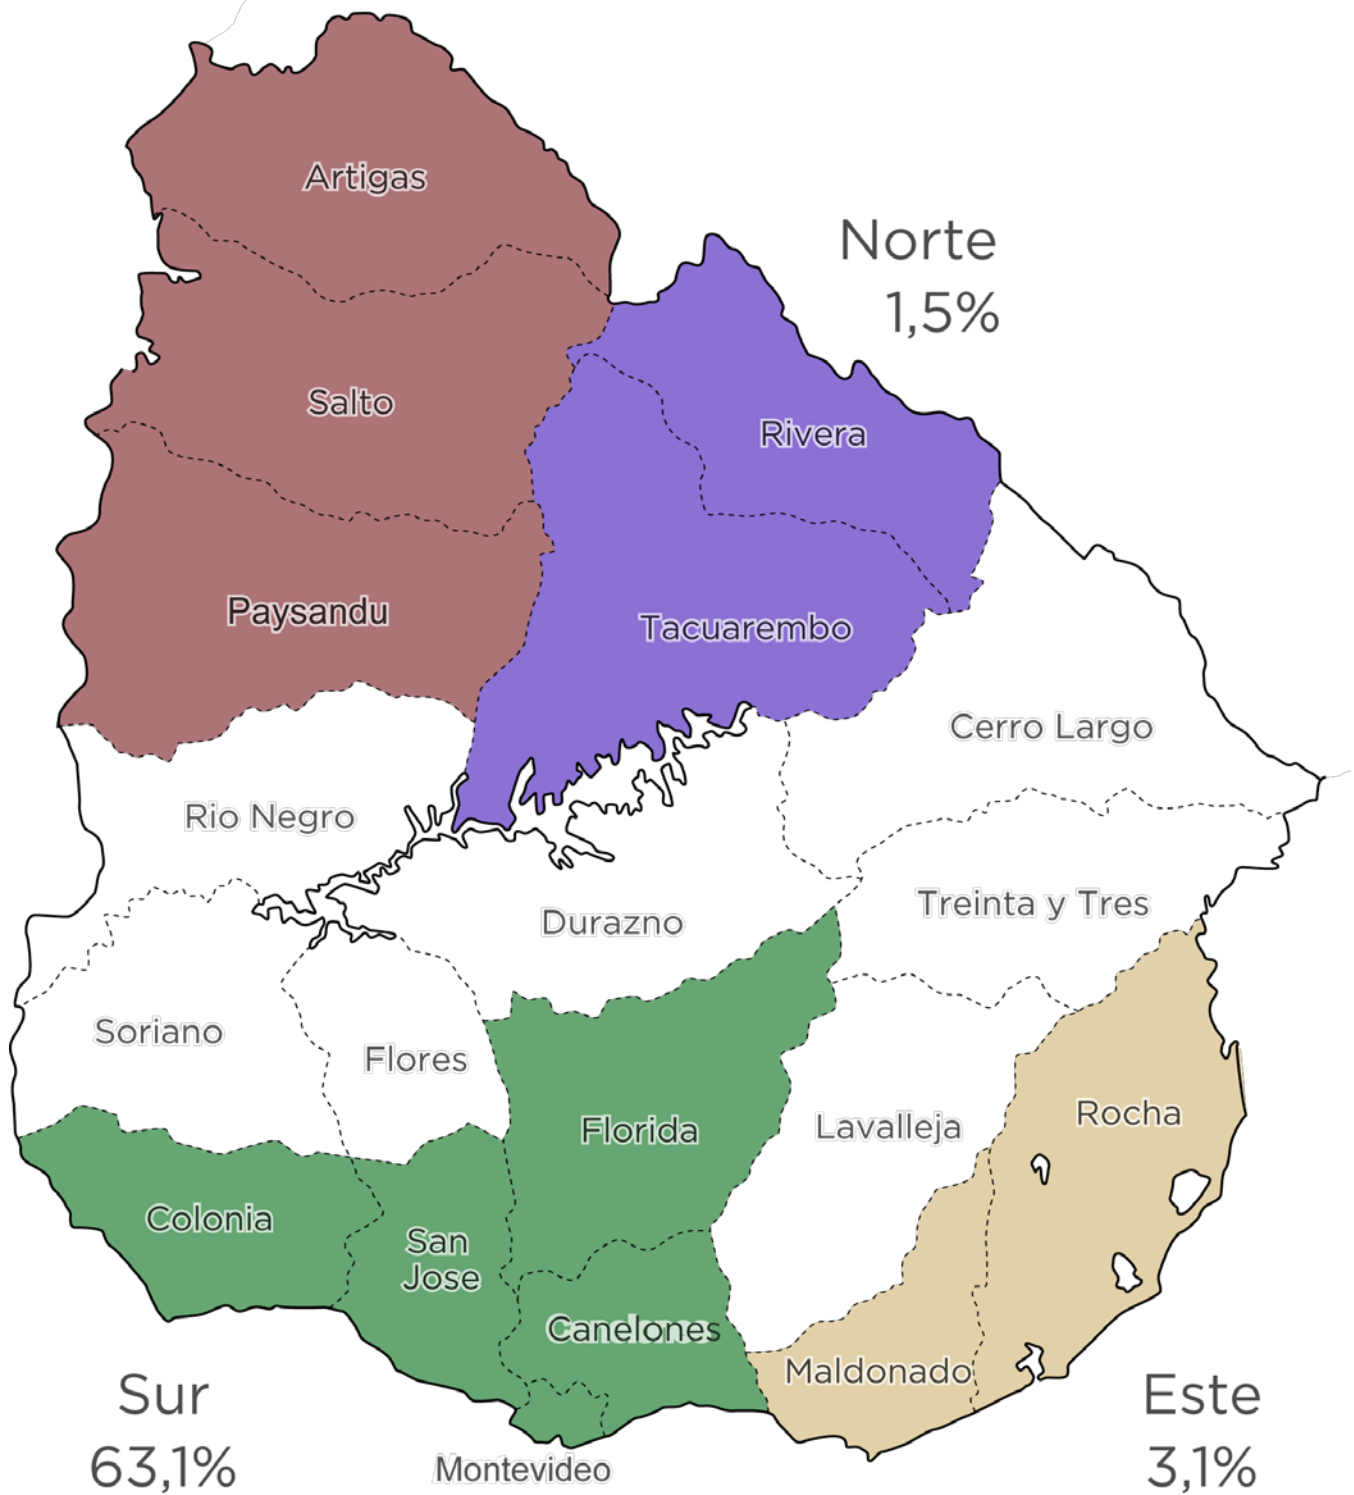 Artigas
Norte
1,5%
Salto
Rivera
Paysandu
Tacuarembo
Cerro Largo
Rio Negro
Treinta y Tres
Durazno
Soriano
Flores
Rocha
Florida
Lavalleja
Colonia
San
Jose
Canelones
Maldonado
Sur
63,1%
Este
3,1%
Montevideo